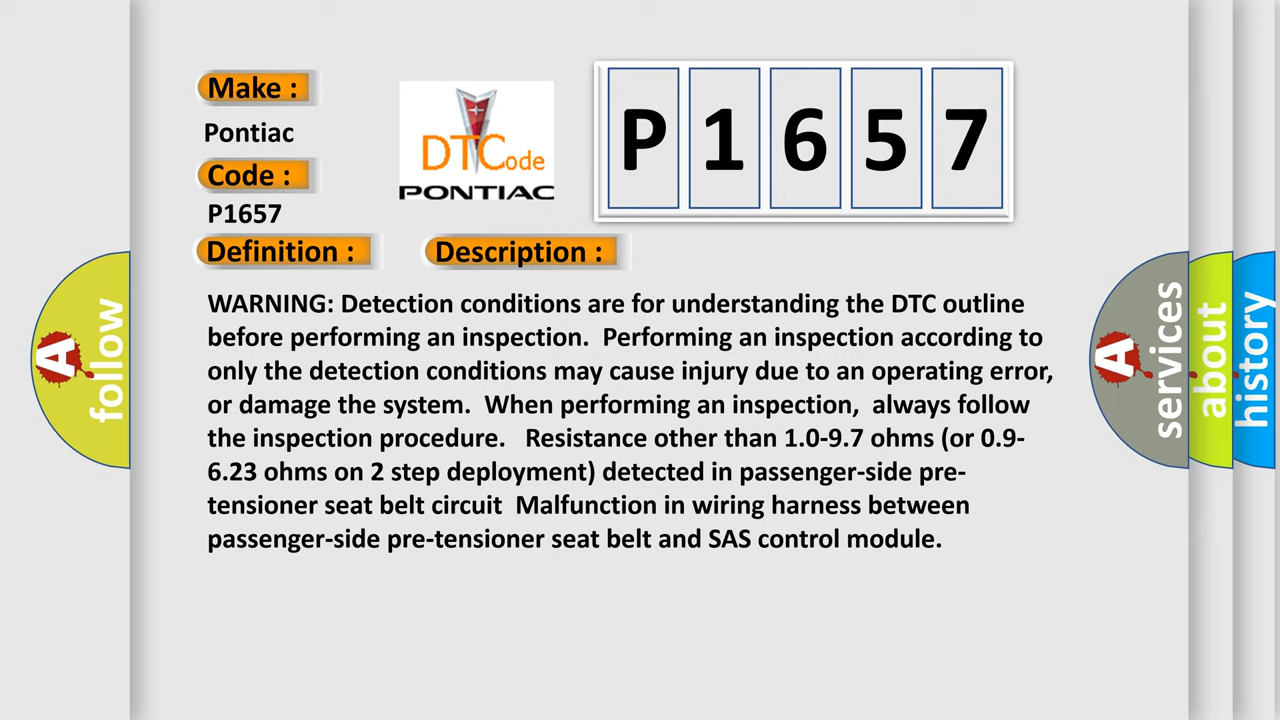 Make :
Pontiac
Code :
P1657
DTCode
PONTIAC
P1657
Definition :
Description :
WARNING: Detection conditions are for understanding the DTC outline
before performing an inspection.  Performing an inspection according to
only the detection conditions may cause injury due to an operating error,
or damage the system.  When performing an inspection,  always follow
the inspection procedure.   Resistance other than 1.0-9.7 ohms (or 0.9-
6.23 ohms on 2 step deployment) detected in passenger-side pre-
tensioner seat belt circuit  Malfunction in wiring harness between
passenger-side pre-tensioner seat belt and SAS control module.
A follow
A services
about
history